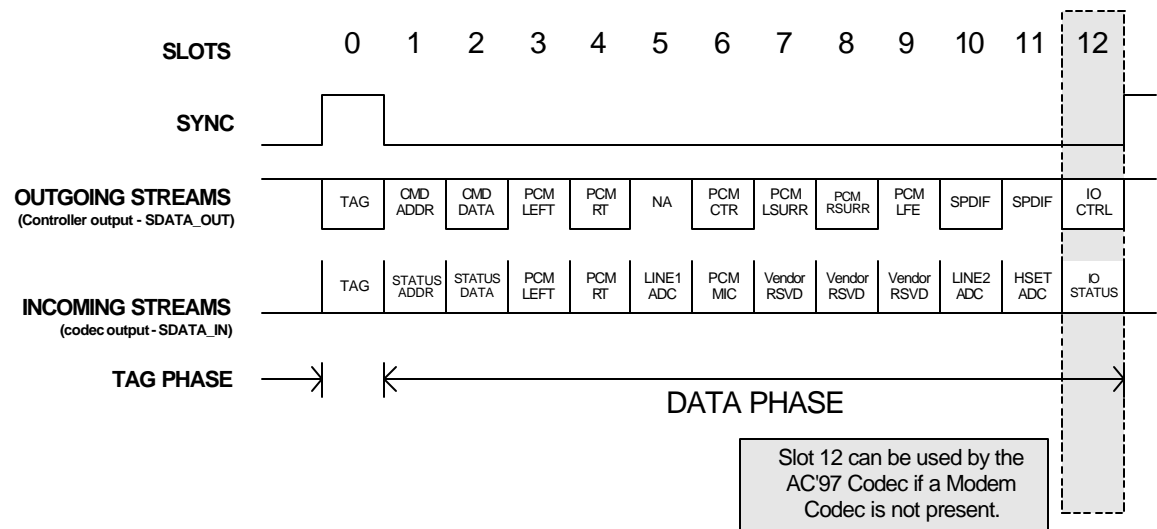 SLOTS 0 1 2 3 4 5 6 7 8 9 10 11 12
SYNC
OUTGOING STREAMS
(Controller output - SDATA_OUT)
TAG
CMD
ADDR
CMD
DATA
PCM
LEFT
PCM
RT
NA
PCM
CTR
PCM
LSURR
PCM
RSURR
PCM
LFE
SPDIF
SPDIF
IO
CTRL
INCOMING STREAMS
(codec output - SDATA_IN)
TAG
STATUS
ADDR
STATUS
DATA
PCM
LEFT
PCM
RT
LINE1
ADC
PCM
MIC
Vendor
RSVD
Vendor
RSVD
Vendor
RSVD
LINE2
ADC
HSET
ADC
IO
STATUS
TAG PHASE
DATA PHASE
Slot 12 can be used by the
AC'97 Codec if a Modem
Codec is not present.